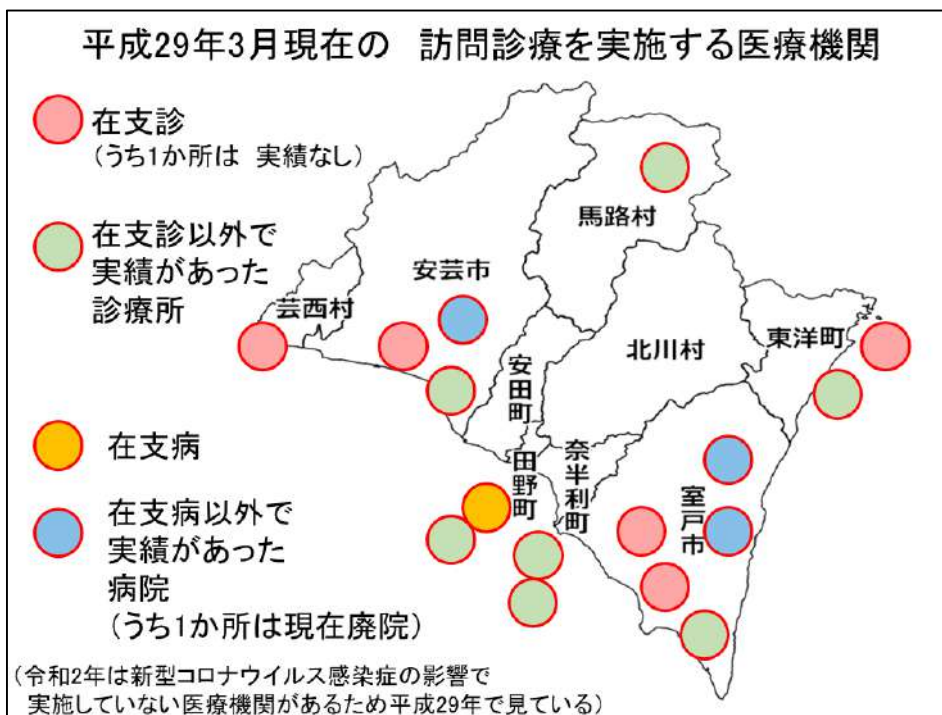 平成29年3月現在の 訪問診療を実施する医療機関
在支診
（うち1か所は 実績なし）
在支診以外で
実績があった
診療所
在支病
在支病以外で
実績があった
病院
（うち1か所は現在廃院）
馬路村
安芸市
芸西村
東洋町
北川村
安田町
田野町
奈半利町
室戸市
（令和2年は新型コロナウイルス感染症の影響で
実施していない医療機関があるため平成29年で見ている）